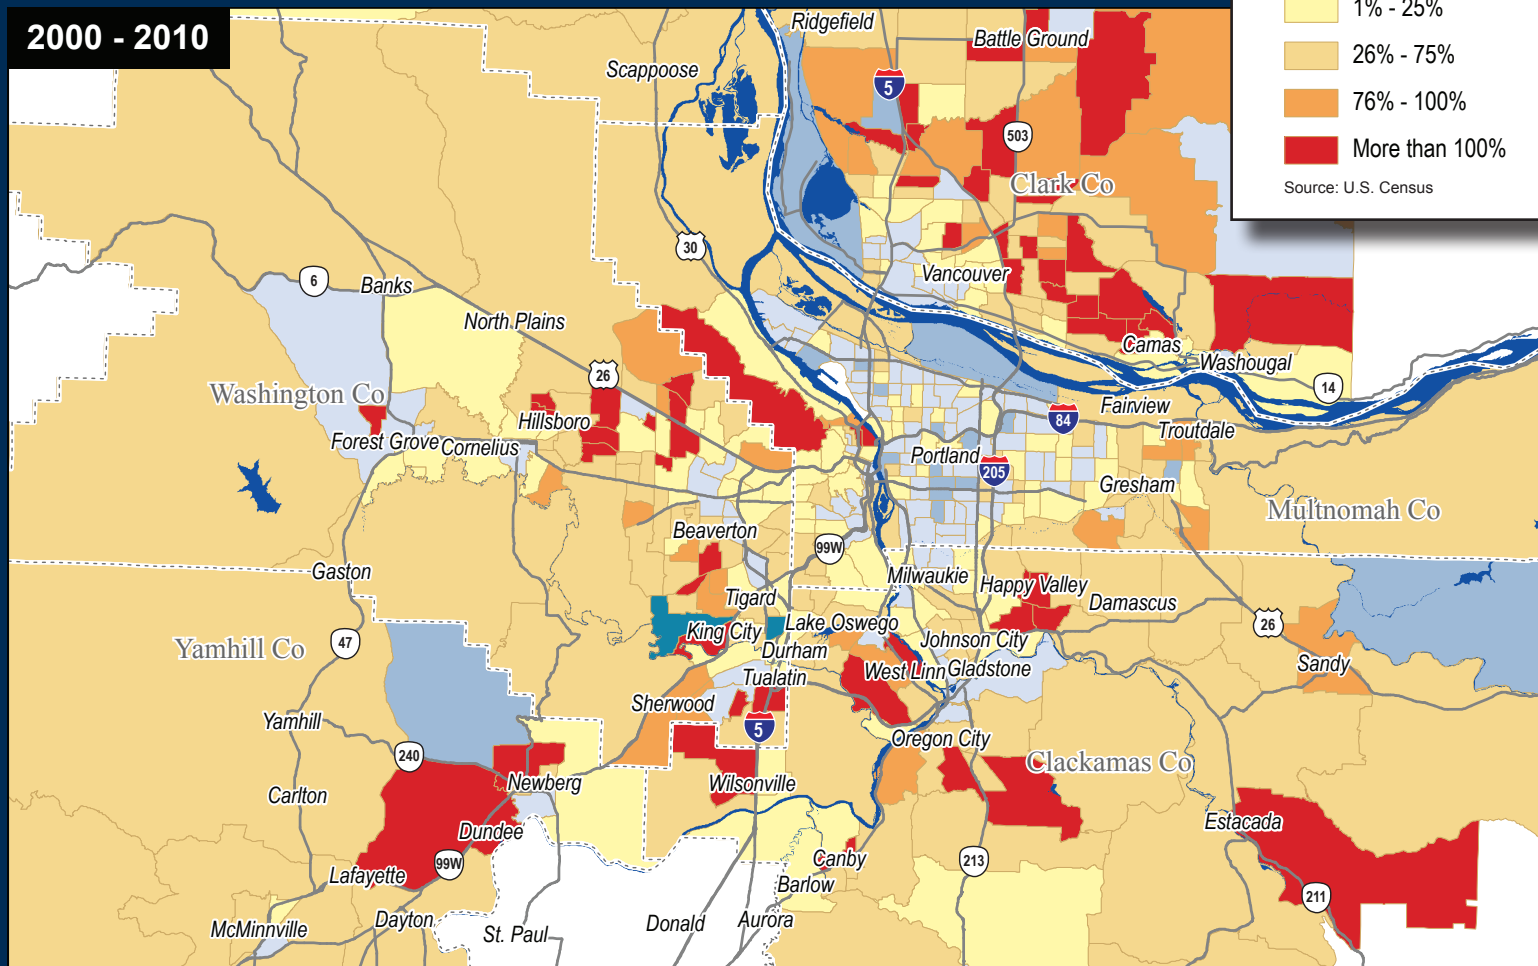 2000 - 2010
1% - 25%
26% - 75%
76% - 100%
More than 100%
Source: U.S. Census
Ridgefield
Battle Ground
Scappoose
5
503
Clark Co
30
6
Banks
Vancouver
North Plains
Camas
Washougal
26
14
Washington Co
Hillsboro
Fairview
84
Troutdale
Forest Grove
Cornelius
Portland
205
Gresham
Multnomah Co
Beaverton
99W
Gaston
Milwaukie
Happy Valley
Tigard
Damascus
26
King City
Lake Oswego
Johnson City
47
Yamhill Co
Durham
West Linn
Gladstone
Sandy
Tualatin
Sherwood
Yamhill
5
Oregon City
240
Clackamas Co
Newberg
Wilsonville
Carlton
Estacada
Dundee
99W
Canby
213
Lafayette
Barlow
211
McMinnville
Dayton
St. Paul
Donald
Aurora